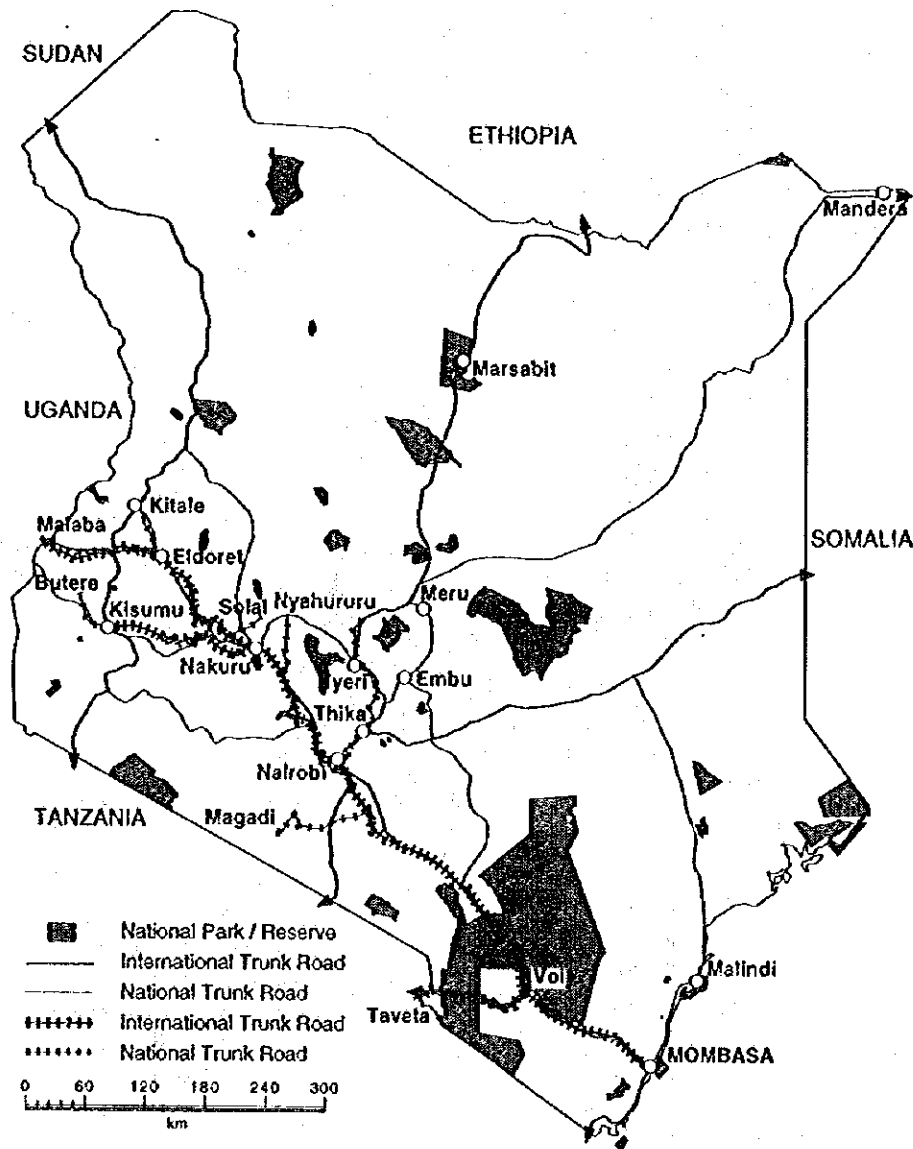 SUDAN
ETHIOPIA
Mandera
Marsabit
UGANDA
Kitale
Malaba
Eldoret
SOMALIA
Butere
Kisumu
Solai
Nyahururu
Meru
Nakuru
Nyeri
Embu
Thika
Nairobi
TANZANIA
Magadi
National Park / Reserve
International Trunk Road
National Trunk Road
International Trunk Road
National Trunk Road
Voi
Malindi
Taveta
MOMBASA
0 60 120 180 240 300
km